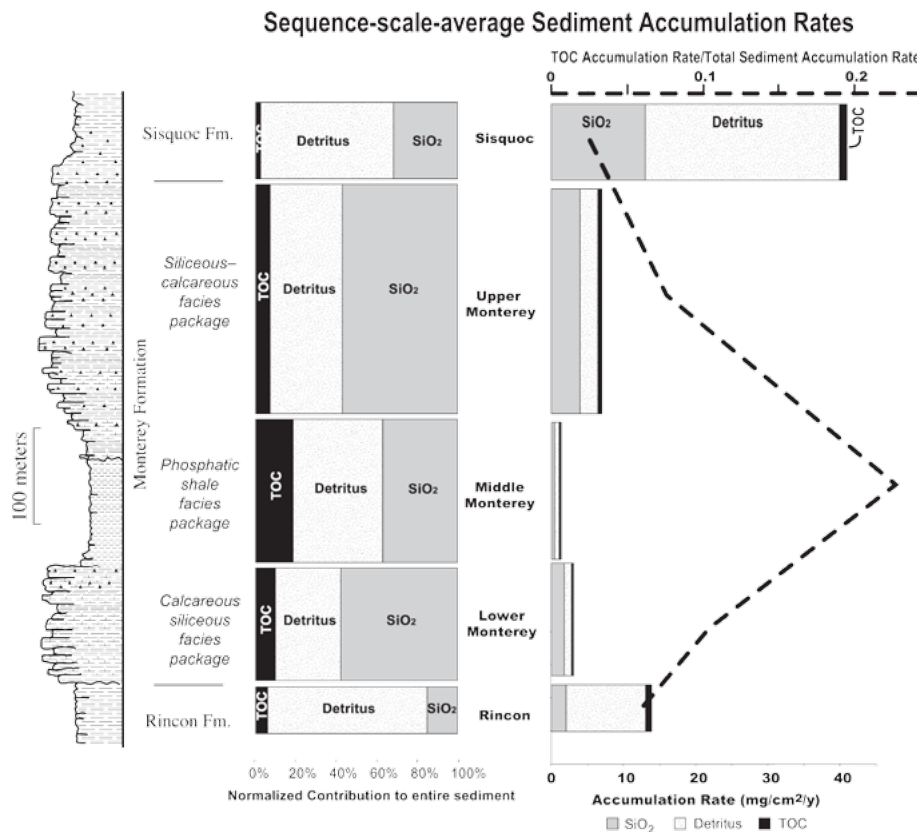 Sequence-scale-average Sediment Accumulation Rates
TOC Accumulation Rate/Total Sediment Accumulation Rate
0 0.1 0.2
Sisquoc Fm.
TOC
Detritus
SiO2
Sisquoc
SiO2
Detritus
TOC
Monterey Formation
Siliceous–
calcareous
facies
package
TOC
Detritus
SiO2
Upper
Monterey
100 meters
Phosphatic
shale
facies
package
TOC
Detritus
SiO2
Middle
Monterey
Calcareous
siliceous
facies
package
TOC
Detritus
SiO2
Lower
Monterey
Rincon Fm.
TOC
Detritus
SiO2
Rincon
0% 20% 40% 60% 80% 100%
Normalized Contribution to entire sediment
0 10 20 30 40
Accumulation Rate (mg/cm2/y)
SiO2 Detritus TOC